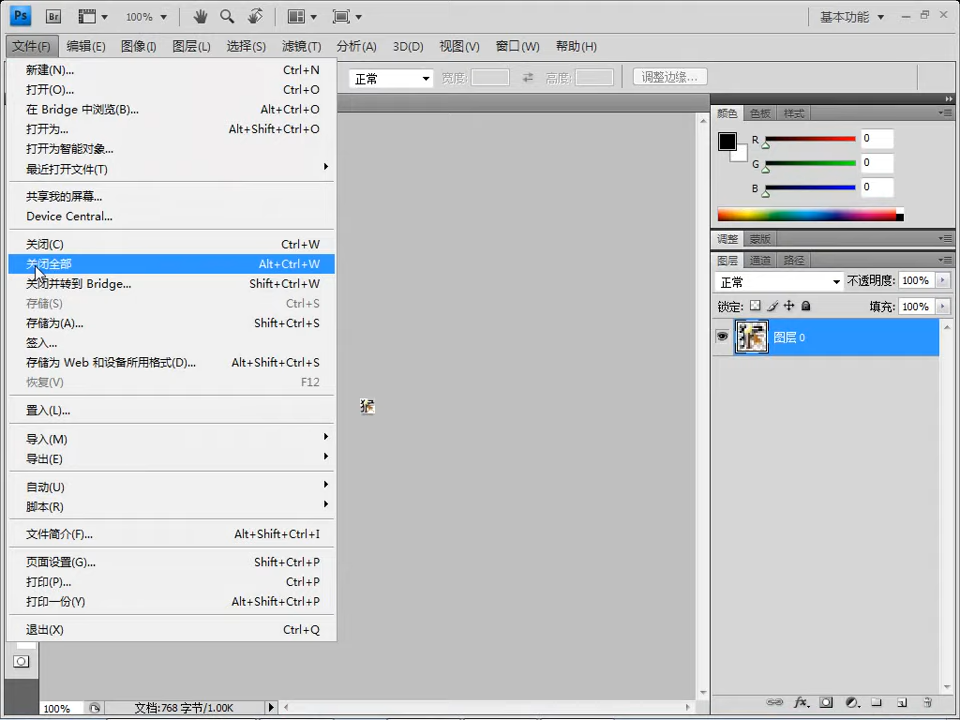 Ps Br 100% 基本功能
文件(F) 编辑(E) 图像(I) 图层(L) 选择(S) 滤镜(T) 分析(A) 3D(D) 视图(V) 窗口(W) 帮助(H)
正常 宽度: 高度: 调整边缘...
新建(N)... Ctrl+N
打开(O)... Ctrl+O
在 Bridge 中浏览(B)... Alt+Ctrl+O
打开为... Alt+Shift+Ctrl+O
打开为智能对象...
最近打开文件(T)
共享我的屏幕...
Device Central...
关闭(C) Ctrl+W
关闭全部 Alt+Ctrl+W
关闭并转到 Bridge... Shift+Ctrl+W
存储(S) Ctrl+S
存储为(A)... Shift+Ctrl+S
签入...
存储为 Web 和设备所用格式(D)... Alt+Shift+Ctrl+S
恢复(V) F12
置入(L)...
导入(M)
导出(E)
自动(U)
脚本(R)
文件简介(F)... Alt+Shift+Ctrl+I
页面设置(G)... Shift+Ctrl+P
打印(P)... Ctrl+P
打印一份(Y) Alt+Shift+Ctrl+P
退出(X) Ctrl+Q
颜色 色板 样式
R 0
G 0
B 0
调整 蒙版
图层 通道 路径
正常 不透明度: 100%
锁定: 填充: 100%
图层 0
100% 文档:768 字节/1.00K